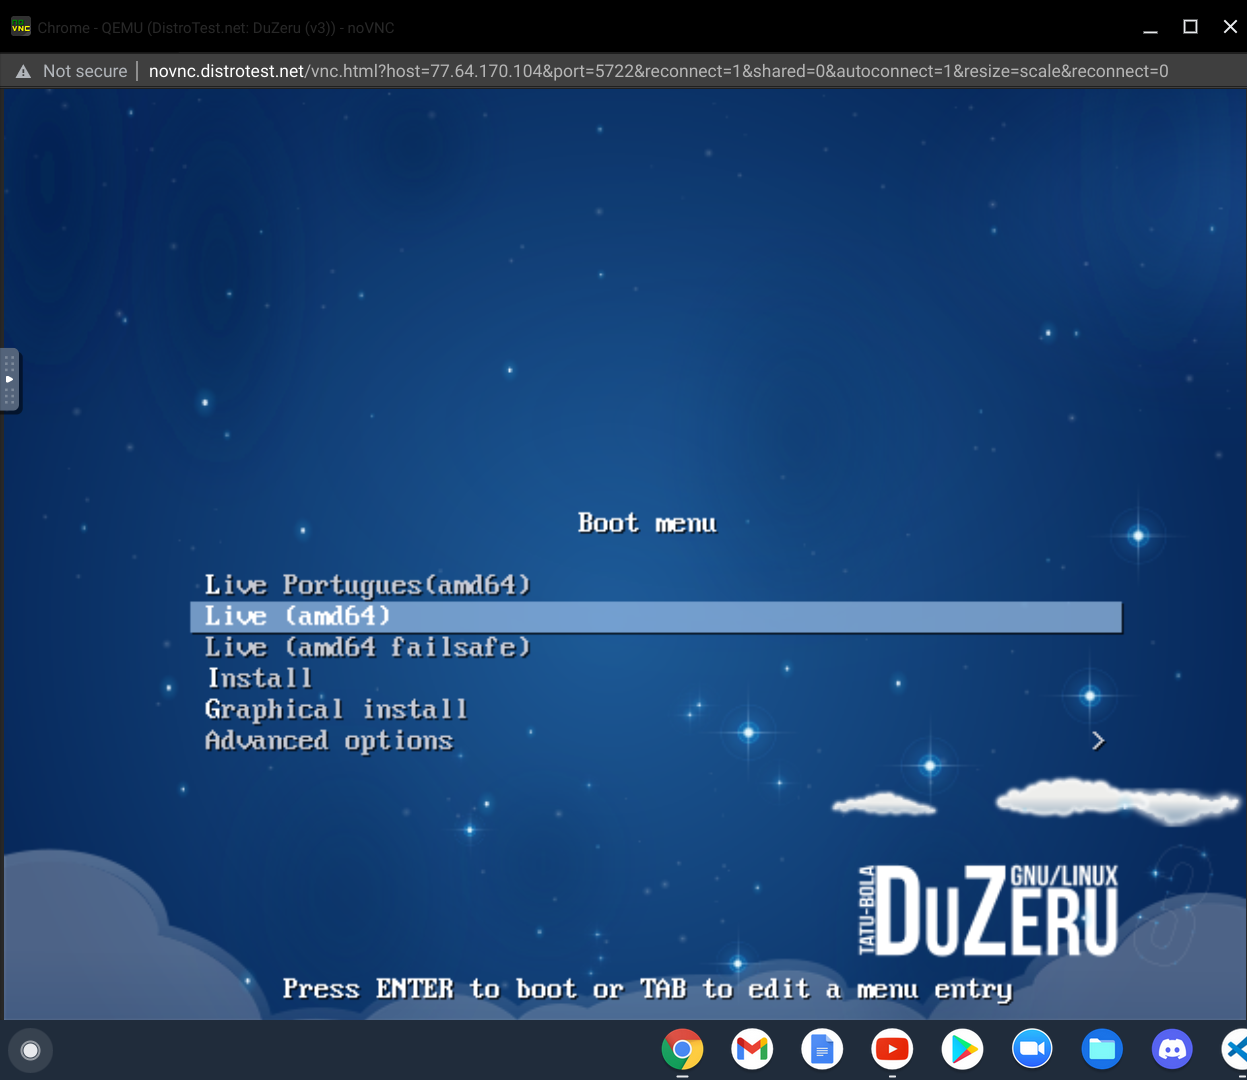 no
VNC
Chrome - QEMU (DistroTest.net: DuZeru (v3)) - noVNC
Not secure | novnc.distrotest.net/vnc.html?host=77.64.170.104&port=5722&reconnect=1&shared=0&autoconnect=1&resize=scale&reconnect=0
Boot menu
Live Portugues(amd64)
Live (amd64)
Live (amd64 failsafe)
Install
Graphical install
Advanced options >
TATU-BOLA
DUZERU
GNU/LINUX
Press ENTER to boot or TAB to edit a menu entry